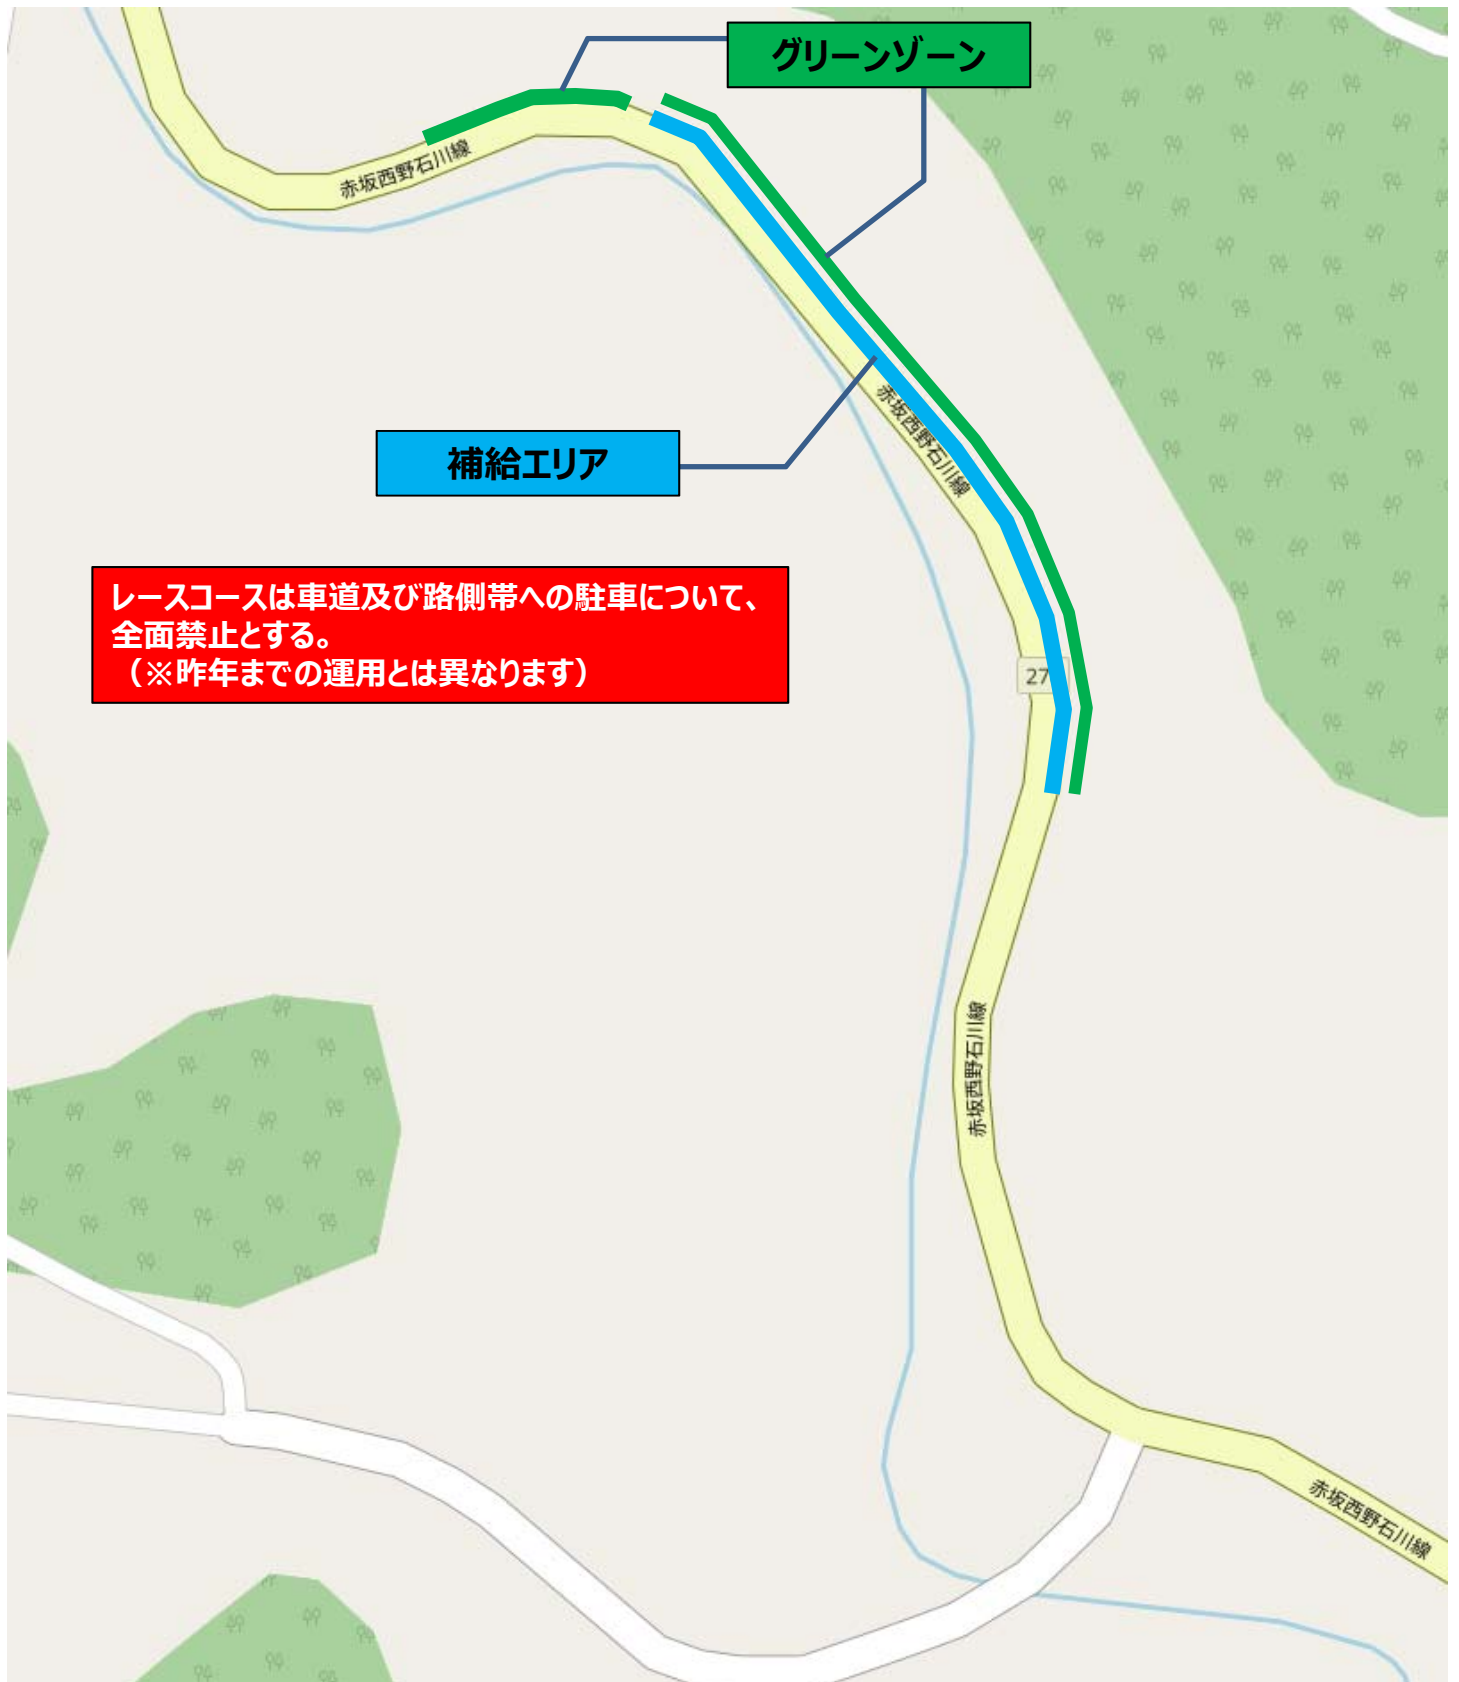 グリーンゾーン
赤坂西野石川線
赤坂西野石川線
補給エリア
レースコースは車道及び路側帯への駐車について、
全面禁止とする。
（※昨年までの運用とは異なります）
27
赤坂西野石川線
赤坂西野石川線